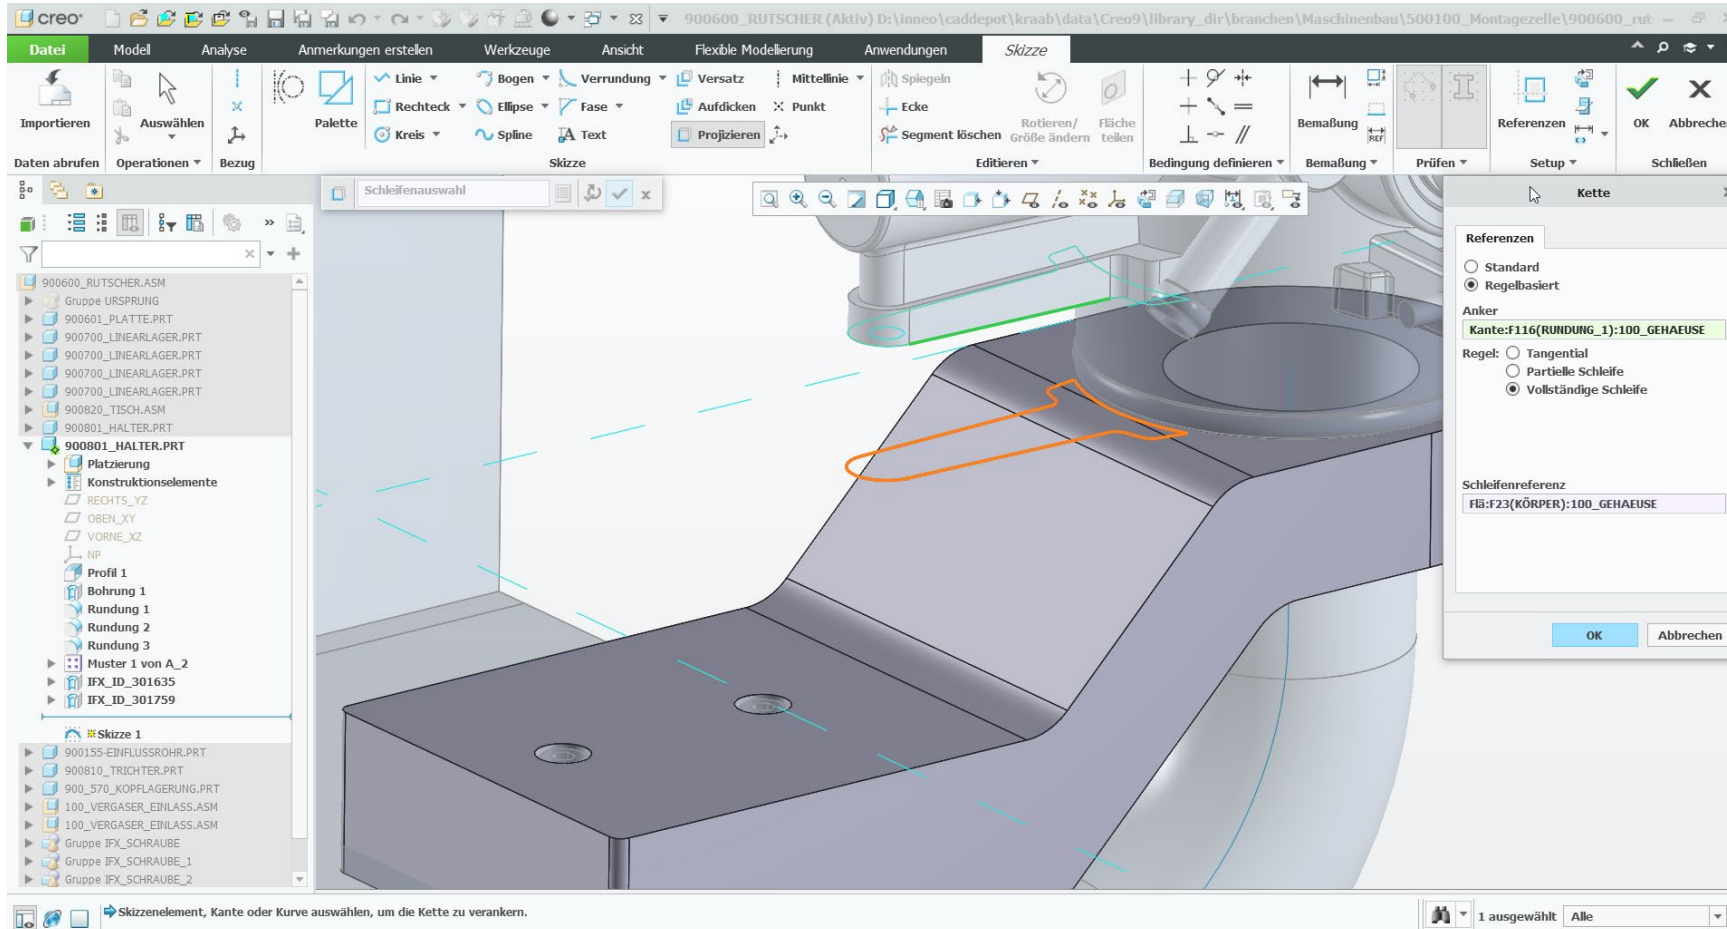 creo® 900600_RUTSCHER (Aktiv) D:\imeo\caddepot\kraab\data\Creo9\library_dir\branchen\Maschinenbau\500100_Montagezelle\900600_rut
Datei Modell Analyse Anmerkungen erstellen Werkzeuge Ansicht Flexible Modellierung Anwendungen Skizze
Linie Bogen Verrundung Versatz Mittellinie Spiegeln
Rechteck Ellipse Fase Aufdicken Punkt Ecke
Importieren Auswählen Palette Rotieren/ Fläche Bemaßung Referenzen OK Abbrechen
Kreis Spline Text Projizieren Segment löschen Größe ändern teilen
REF
Daten abrufen Operationen Bezug Skizze Editieren Bedingung definieren Bemaßung Prüfen Setup Schließen
Schleifenauswahl
Kette
Referenzen
Standard
Regelbasiert
Anker
Kante:F116(RUNDUNG_1):100_GEHAEUSE
Regel: Tangential
Partielle Schleife
Vollständige Schleife
Schleifenreferenz
Flä:F23(KÖRPER):100_GEHAEUSE
OK Abbrechen
900600_RUTSCHER.ASM
Gruppe URSPRUNG
900601_PLATTE.PRT
900700_LINEARLAGER.PRT
900700_LINEARLAGER.PRT
900700_LINEARLAGER.PRT
900700_LINEARLAGER.PRT
900820_TISCH.ASM
900801_HALTER.PRT
900801_HALTER.PRT
Platzierung
Konstruktionselemente
RECHTS_YZ
OBEN_XY
VORNE_XZ
NP
Profil 1
Bohrung 1
Rundung 1
Rundung 2
Rundung 3
Muster 1 von A_2
IFX_ID_301635
IFX_ID_301759
Skizze 1
900155-EINFLUSSROHR.PRT
900810_TRICHTER.PRT
900_570_KOPFLAGERUNG.PRT
100_VERGASER_EINLASS.ASM
100_VERGASER_EINLASS.ASM
Gruppe IFX_SCHRAUBE
Gruppe IFX_SCHRAUBE_1
Gruppe IFX_SCHRAUBE_2
Skizzenelement, Kante oder Kurve auswählen, um die Kette zu verankern.
1 ausgewählt Alle